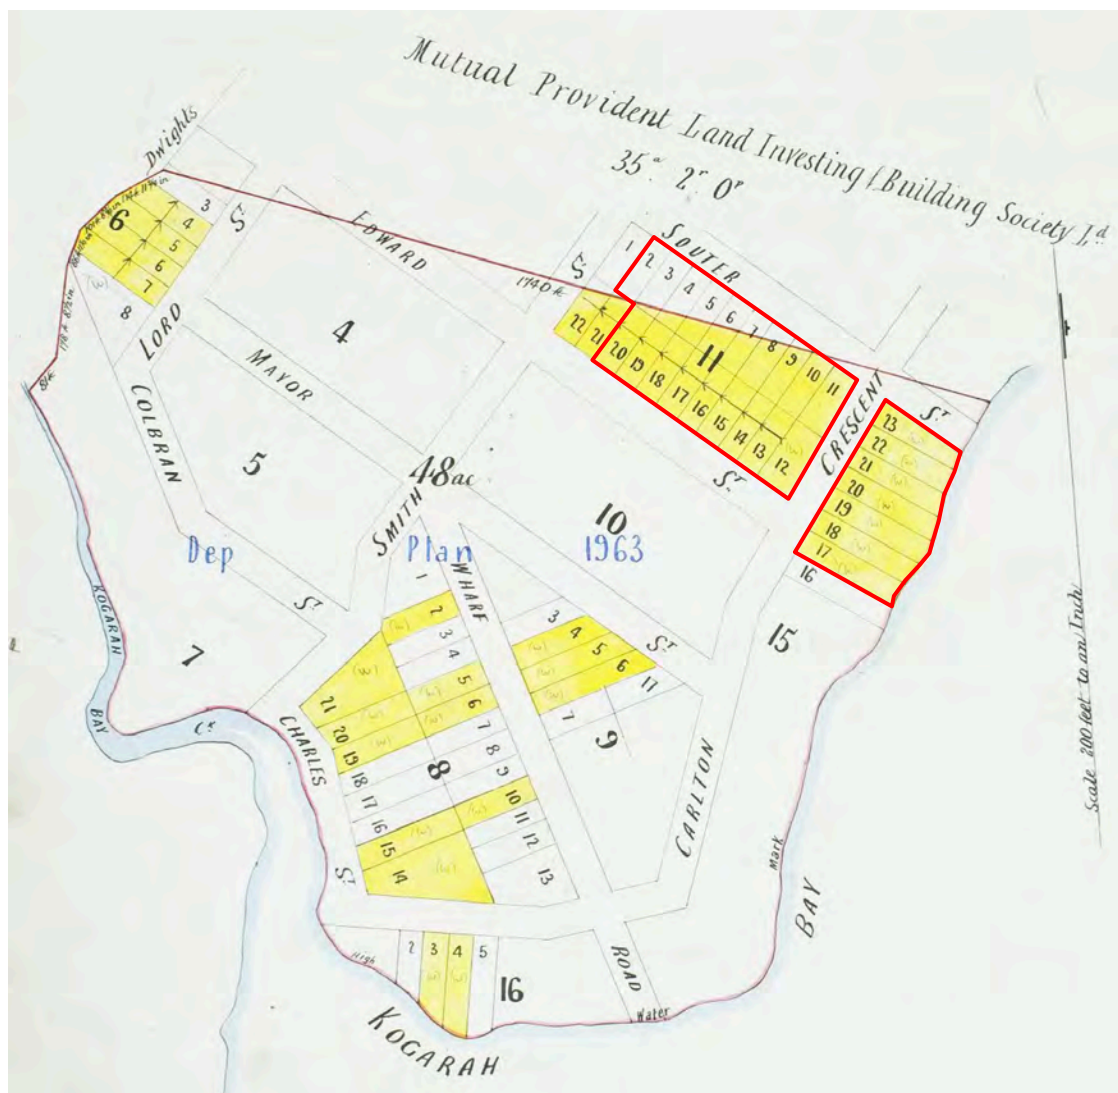 Mutual Provident Land Investing & Building Society Ld
35a. 2r. 0p
Dwights
6
3
4
5
6
7
8
(w)
St
LORD
EDWARD
1740 ft
St
SOUTER
1
2
3
4
5
6
7
8
9
10
11
11
22
21
20
19
18
17
16
15
14
13
12
(w)
St
CRESCENT
St
23 (w)
22 (w)
21 (w)
20 (w)
19 (w)
18 (w)
17 (w)
16
15
4
MAYOR
COLBRAN
5
48ac
SMITH
St
10
Dep Plan 1963
WHARF
KOGARAH
BAY
Ck
7
1
2
(w)
3
4
5
6
7
8
9
10
11
12
13
8
21
20
19
18
17
16
15
14
CHARLES
St
3
4
5
6
17
7
9
St
CARLTON
ROAD
2
3
4
5
(w)
(w)
16
High
Water
Mark
KOGARAH
BAY
Scale 200 feet to an Inch